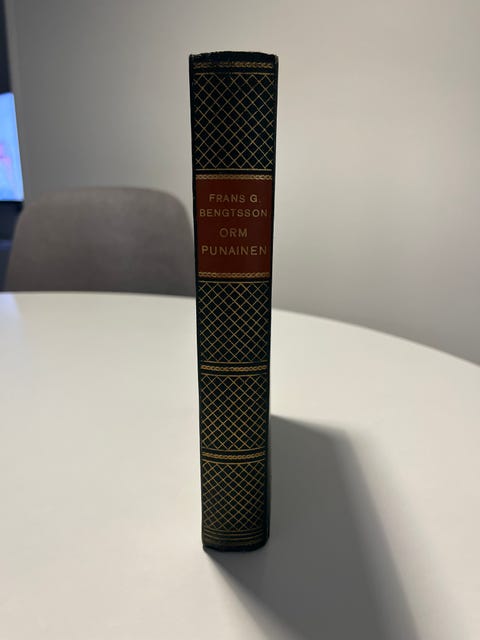 FRANS G.
BENGTSSON
ORM
PUNAINEN